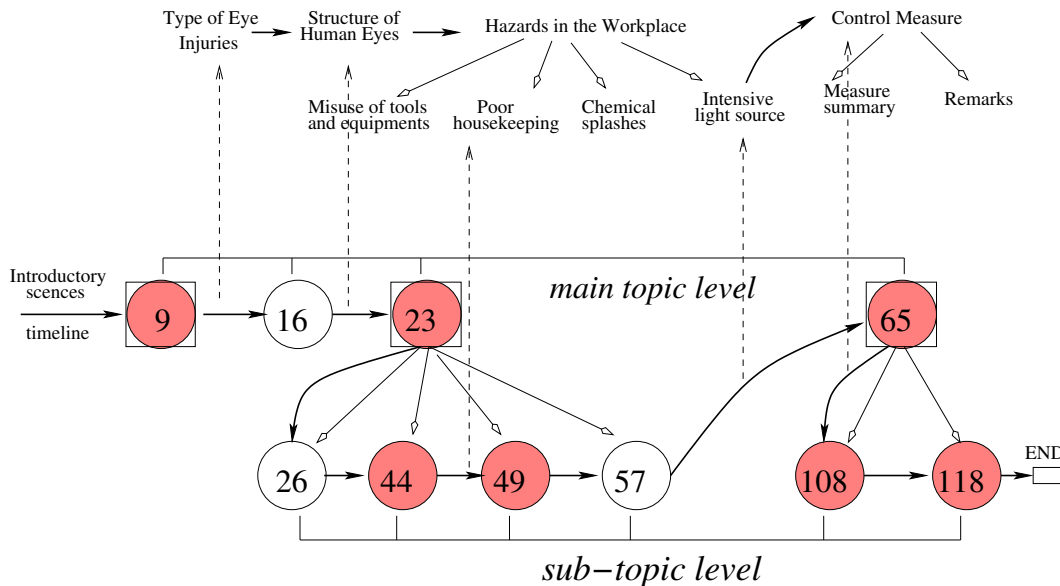 Type of Eye
Injuries
Structure of
Human Eyes
Hazards in the Workplace
Control Measure
Misuse of tools
and equipments
Poor
housekeeping
Chemical
splashes
Intensive
light source
Measure
summary
Remarks
Introductory
scences
timeline
main topic level
9
16
23
65
26
44
49
57
108
118
END
sub-topic level